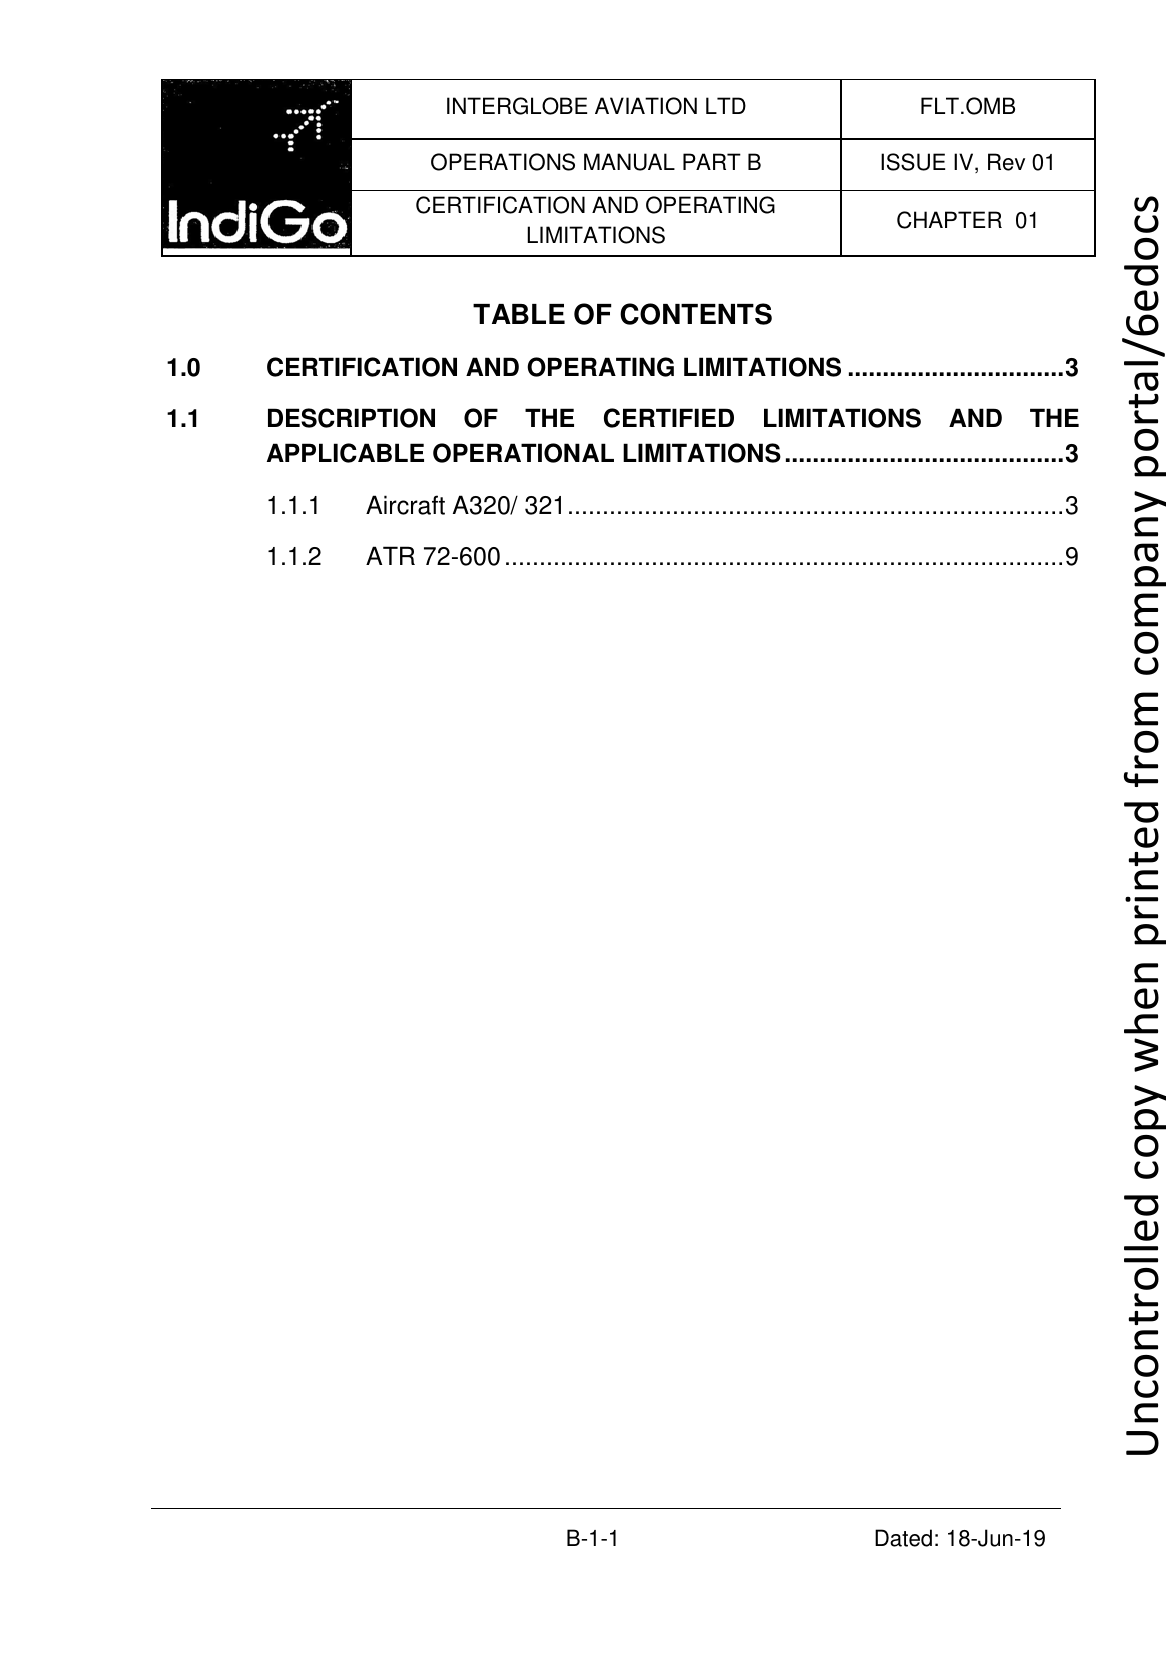 IndiGo
INTERGLOBE AVIATION LTD
FLT.OMB
OPERATIONS MANUAL PART B
ISSUE IV, Rev 01
CERTIFICATION AND OPERATING
LIMITATIONS
CHAPTER 01
TABLE OF CONTENTS
1.0 CERTIFICATION AND OPERATING LIMITATIONS ...............................3
1.1 DESCRIPTION OF THE CERTIFIED LIMITATIONS AND THE
APPLICABLE OPERATIONAL LIMITATIONS ........................................3
1.1.1 Aircraft A320/ 321.......................................................................3
1.1.2 ATR 72-600................................................................................9
Uncontrolled copy when printed from company portal/6edocs
B-1-1
Dated: 18-Jun-19